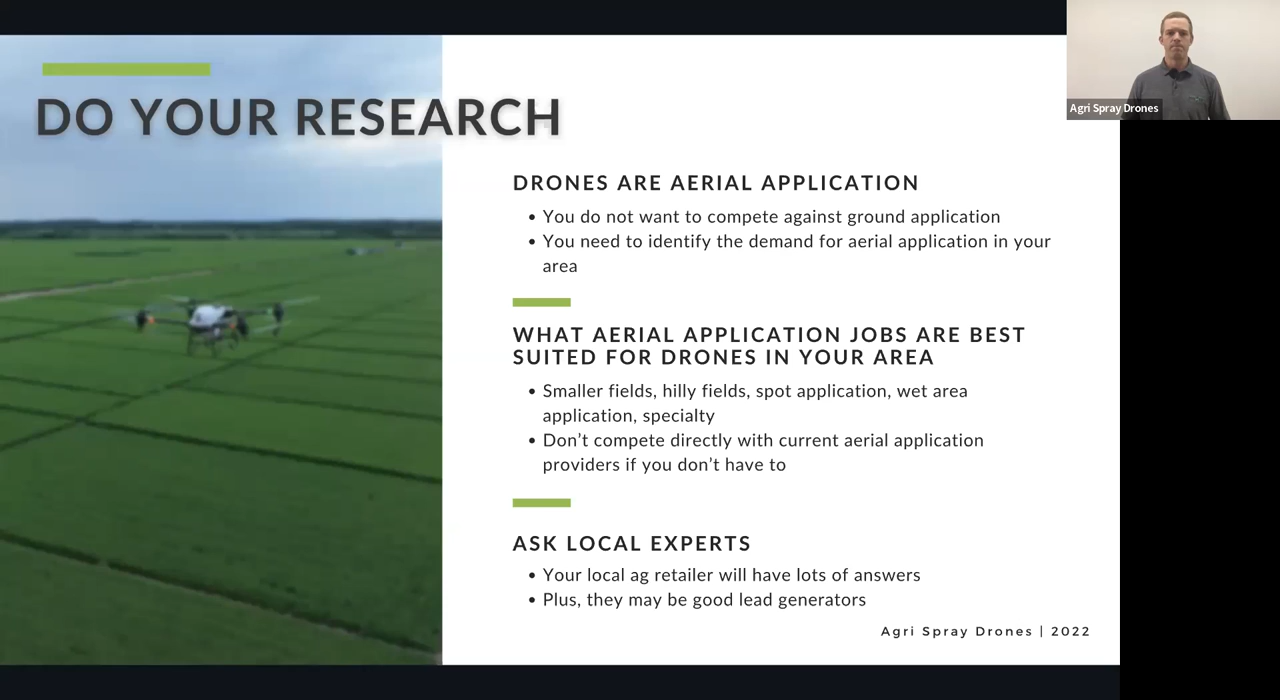 DO YOUR RESEARCH
Agri Spray Drones
DRONES ARE AERIAL APPLICATION
• You do not want to compete against ground application
• You need to identify the demand for aerial application in your
area
WHAT AERIAL APPLICATION JOBS ARE BEST
SUITED FOR DRONES IN YOUR AREA
• Smaller fields, hilly fields, spot application, wet area
application, specialty
• Don’t compete directly with current aerial application
providers if you don’t have to
ASK LOCAL EXPERTS
• Your local ag retailer will have lots of answers
• Plus, they may be good lead generators
Agri Spray Drones | 2022